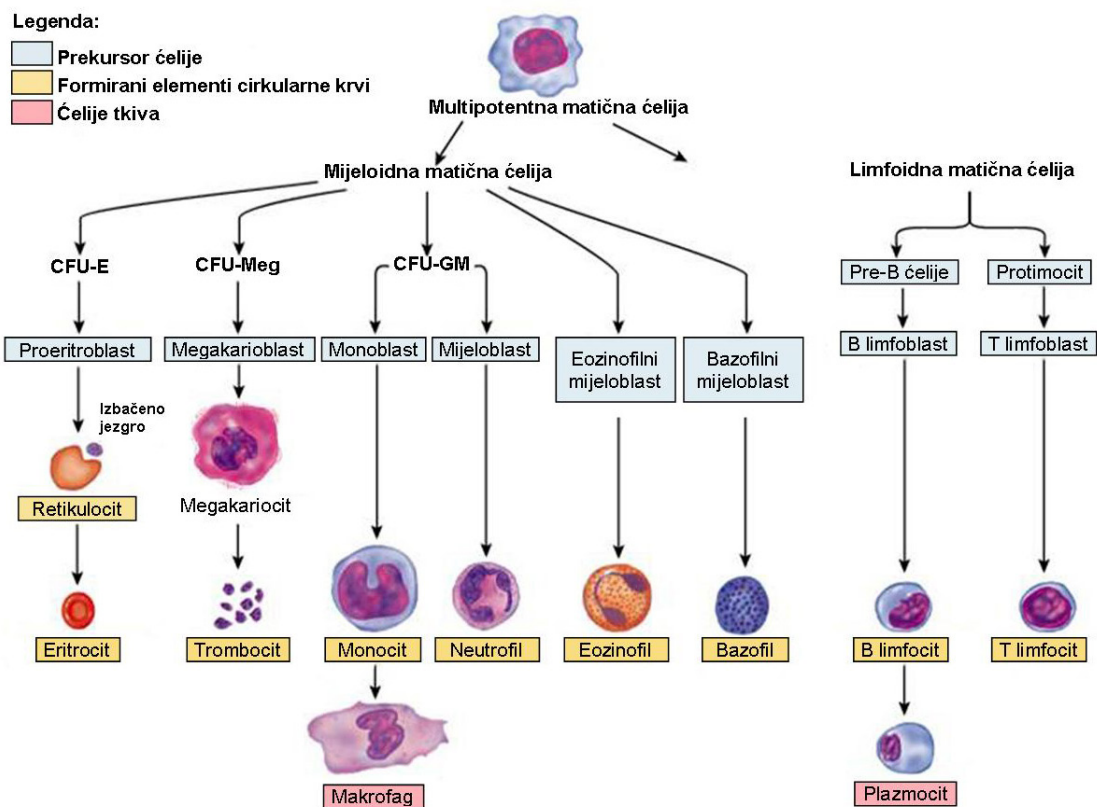 Legenda:
Prekursor ćelije
Formirani elementi cirkularne krvi
Ćelije tkiva
Multipotentna matična ćelija
Mijeloidna matična ćelija
Limfoidna matična ćelija
CFU-E
CFU-Meg
CFU-GM
Pre-B ćelije
Protimocit
Proeritroblast
Megakarioblast
Monoblast
Mijeloblast
Eozinofilni
mijeloblast
Bazofilni
mijeloblast
B limfoblast
T limfoblast
Izbačeno
jezgro
Retikulocit
Megakariocit
Eritrocit
Trombocit
Monocit
Neutrofil
Eozinofil
Bazofil
B limfocit
T limfocit
Makrofag
Plazmocit